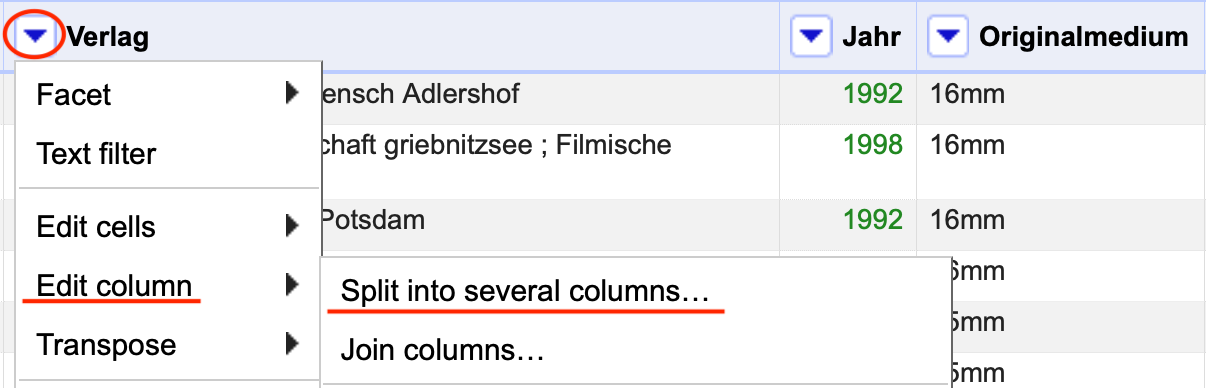 Verlag Jahr Originalmedium
Facet
ensch Adlershof 1992 16mm
Text filter
chaft griebnitzsee ; Filmische 1998 16mm
Edit cells
Potsdam 1992 16mm
Edit column
Split into several columns…
6mm
5mm
Transpose
Join columns…
5mm